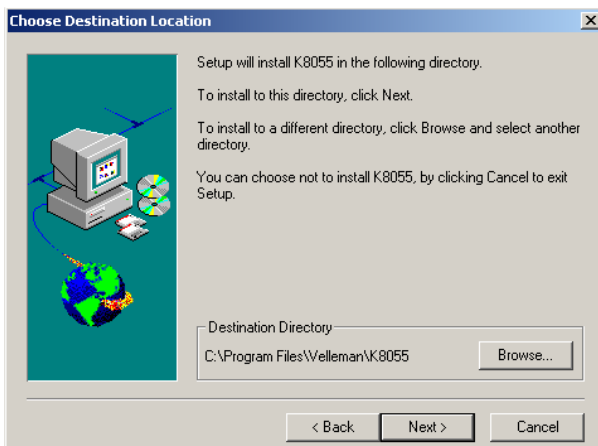 Choose Destination Location
Setup will install K8055 in the following directory.
To install to this directory, click Next.
To install to a different directory, click Browse and select another
directory.
You can choose not to install K8055, by clicking Cancel to exit
Setup.
Destination Directory
C:\Program Files\Velleman\K8055
Browse...
< Back
Next >
Cancel